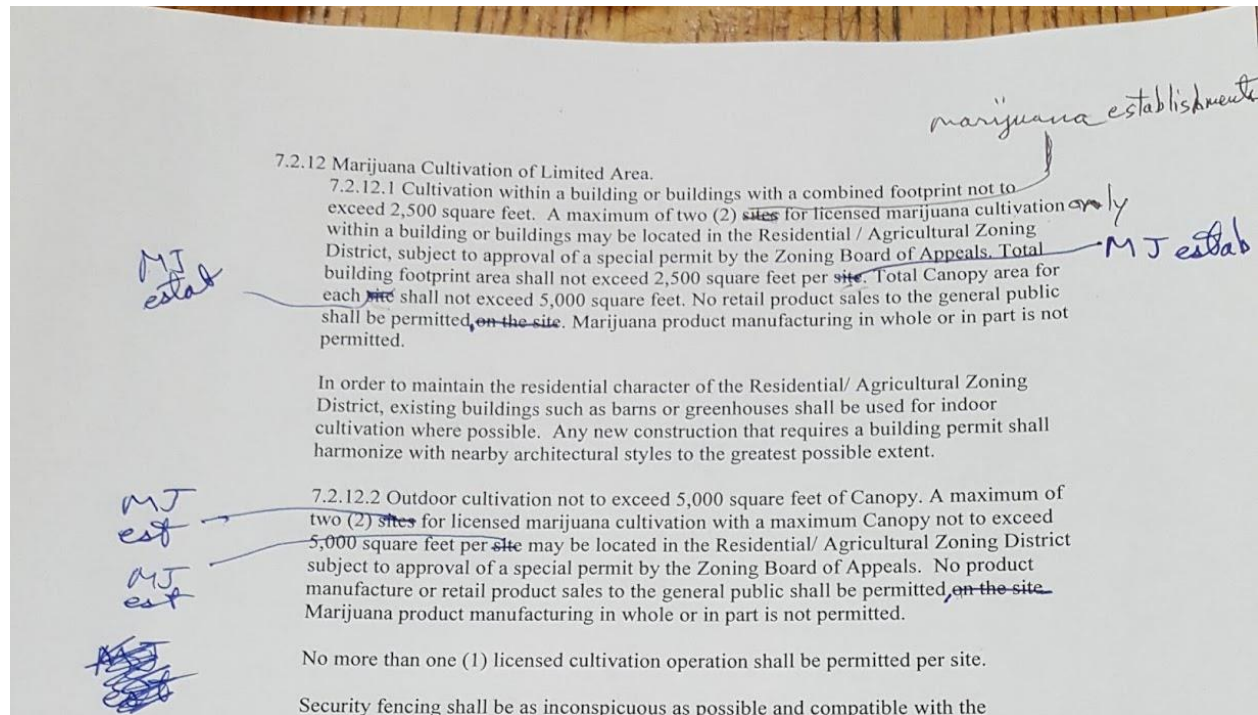 marijuana establishments
7.2.12 Marijuana Cultivation of Limited Area.
7.2.12.1 Cultivation within a building or buildings with a combined footprint not to
exceed 2,500 square feet. A maximum of two (2) sites for licensed marijuana cultivation only
within a building or buildings may be located in the Residential / Agricultural Zoning
District, subject to approval of a special permit by the Zoning Board of Appeals. Total
MJ estab
building footprint area shall not exceed 2,500 square feet per site. Total Canopy area for
MJ
estab
each site shall not exceed 5,000 square feet. No retail product sales to the general public
shall be permitted on the site. Marijuana product manufacturing in whole or in part is not
permitted.
In order to maintain the residential character of the Residential/ Agricultural Zoning
District, existing buildings such as barns or greenhouses shall be used for indoor
cultivation where possible. Any new construction that requires a building permit shall
harmonize with nearby architectural styles to the greatest possible extent.
MJ
est
7.2.12.2 Outdoor cultivation not to exceed 5,000 square feet of Canopy. A maximum of
two (2) sites for licensed marijuana cultivation with a maximum Canopy not to exceed
5,000 square feet per site may be located in the Residential/ Agricultural Zoning District
MJ
est
subject to approval of a special permit by the Zoning Board of Appeals. No product
manufacture or retail product sales to the general public shall be permitted on the site.
Marijuana product manufacturing in whole or in part is not permitted.
MJ
est
No more than one (1) licensed cultivation operation shall be permitted per site.
Security fencing shall be as inconspicuous as possible and compatible with the